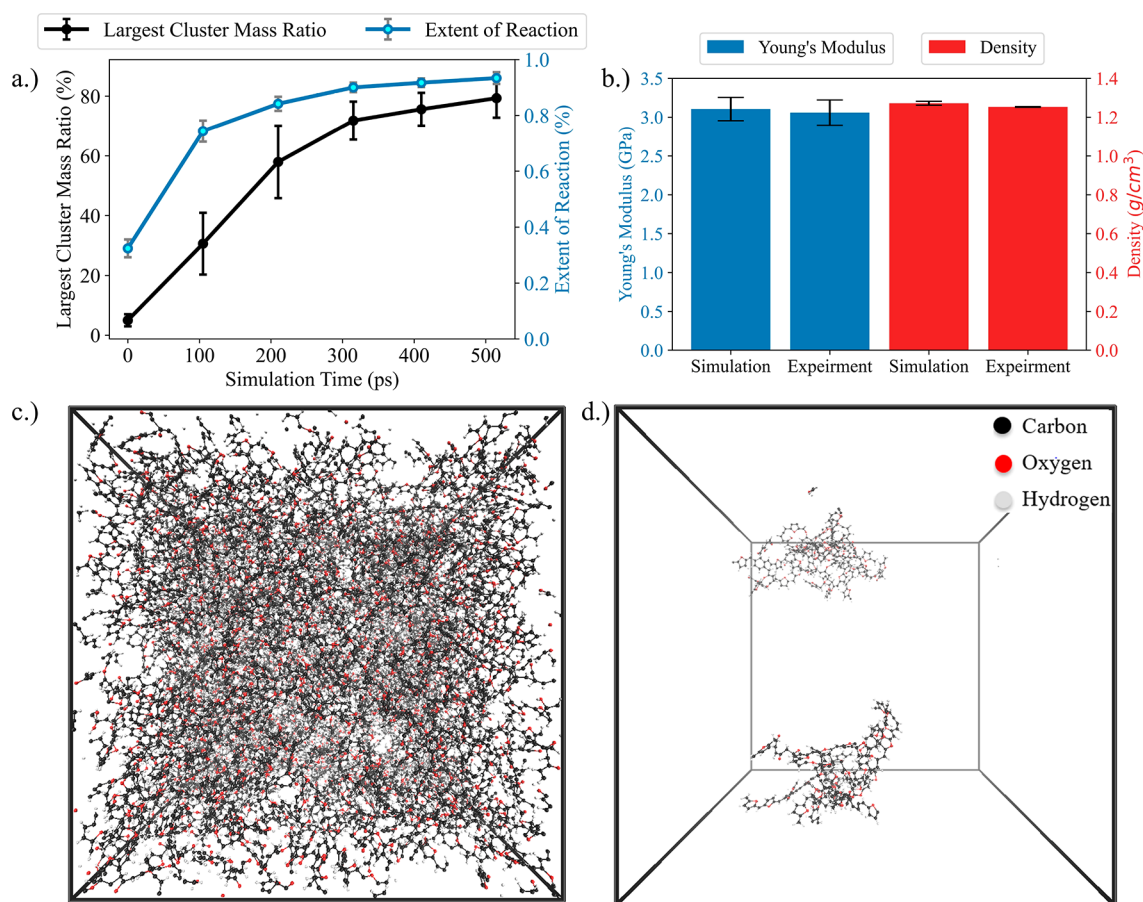 Largest Cluster Mass Ratio
Extent of Reaction
a.)
Largest Cluster Mass Ratio (%)
80
60
40
20
0
1.0
0.8
0.6
0.4
0.2
0.0
Extent of Reaction (%)
0 100 200 300 400 500
Simulation Time (ps)
Young's Modulus
Density
b.)
Young's Modulus (GPa)
3.5
3.0
2.5
2.0
1.5
1.0
0.5
0.0
1.4
1.2
1.0
0.8
0.6
0.4
0.2
0.0
Density (g/cm³)
Simulation Expeirment Simulation Expeirment
c.)
d.)
Carbon
Oxygen
Hydrogen